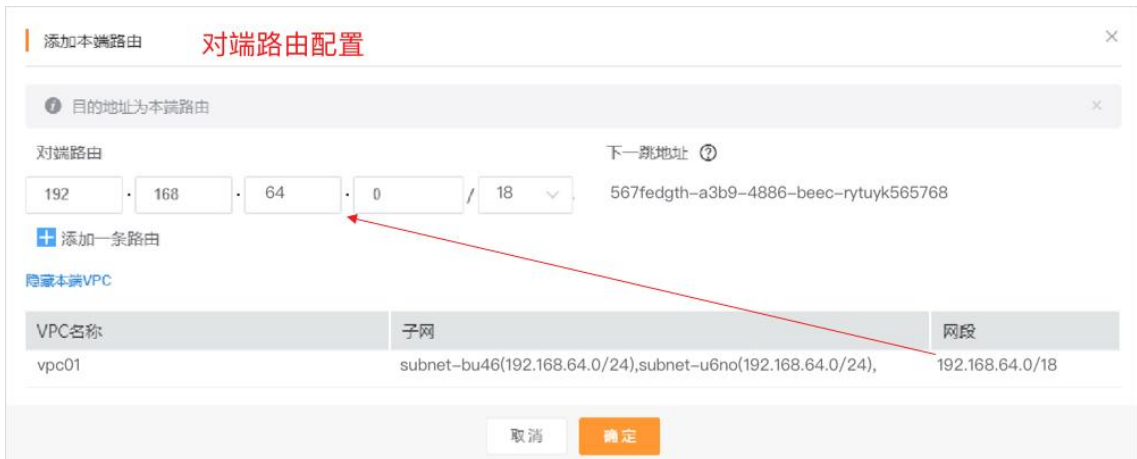 添加本端路由 对端路由配置
目的地址为本端路由
对端路由 下一跳地址
192 . 168 . 64 . 0 / 18 567fedgth-a3b9-4886-beec-rytuyk565768
添加一条路由
隐藏本端VPC
VPC名称 子网 网段
vpc01 subnet-bu46(192.168.64.0/24),subnet-u6no(192.168.64.0/24), 192.168.64.0/18
取消 确定